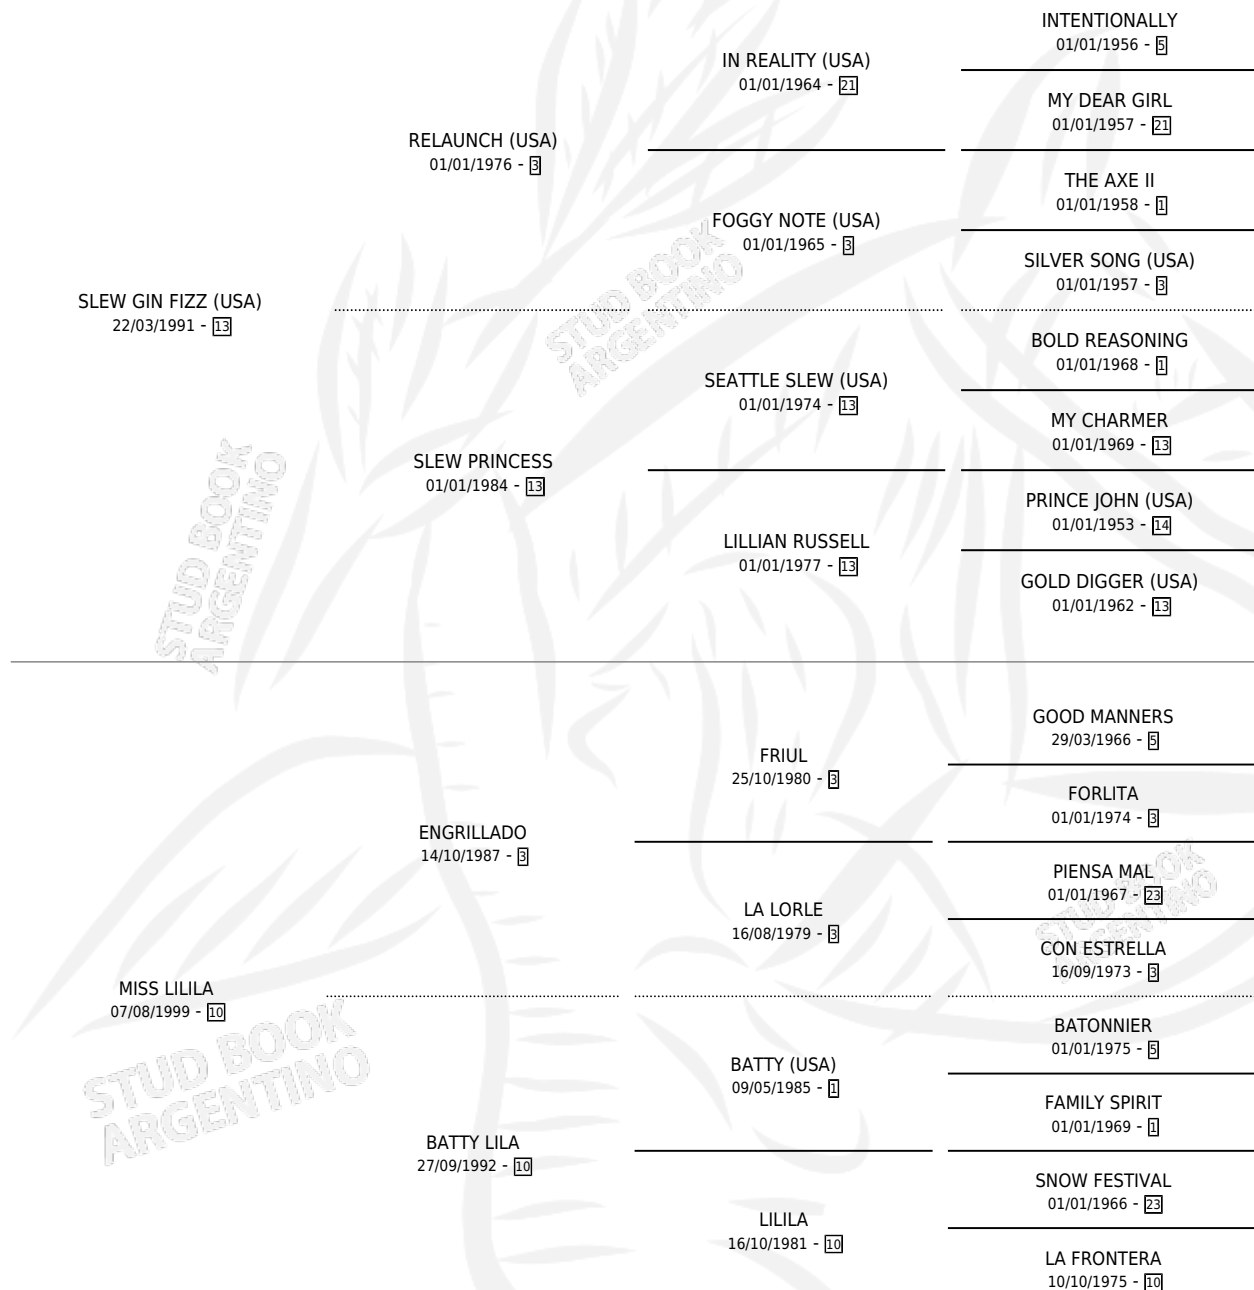 INTENTIONALLY
01/01/1956 - 5
IN REALITY (USA)
01/01/1964 - 21
MY DEAR GIRL
01/01/1957 - 21
RELAUNCH (USA)
01/01/1976 - 3
THE AXE II
01/01/1958 - 1
FOGGY NOTE (USA)
01/01/1965 - 3
SILVER SONG (USA)
01/01/1957 - 3
SLEW GIN FIZZ (USA)
22/03/1991 - 13
BOLD REASONING
01/01/1968 - 1
SEATTLE SLEW (USA)
01/01/1974 - 13
MY CHARMER
01/01/1969 - 13
SLEW PRINCESS
01/01/1984 - 13
PRINCE JOHN (USA)
01/01/1953 - 14
LILLIAN RUSSELL
01/01/1977 - 13
GOLD DIGGER (USA)
01/01/1962 - 13
GOOD MANNERS
29/03/1966 - 5
FRIUL
25/10/1980 - 3
FORLITA
01/01/1974 - 3
ENGRILLADO
14/10/1987 - 3
PIENSA MAL
01/01/1967 - 23
LA LORLE
16/08/1979 - 3
CON ESTRELLA
16/09/1973 - 3
MISS LILILA
07/08/1999 - 10
BATONNIER
01/01/1975 - 5
BATTY (USA)
09/05/1985 - 1
FAMILY SPIRIT
01/01/1969 - 1
BATTY LILA
27/09/1992 - 10
SNOW FESTIVAL
01/01/1966 - 23
LILILA
16/10/1981 - 10
LA FRONTERA
10/10/1975 - 10
STUD BOOK
ARGENTINO
STUD BOOK
ARGENTINO
STUD BOOK
ARGENTINO
STUD BOOK
ARGENTINO